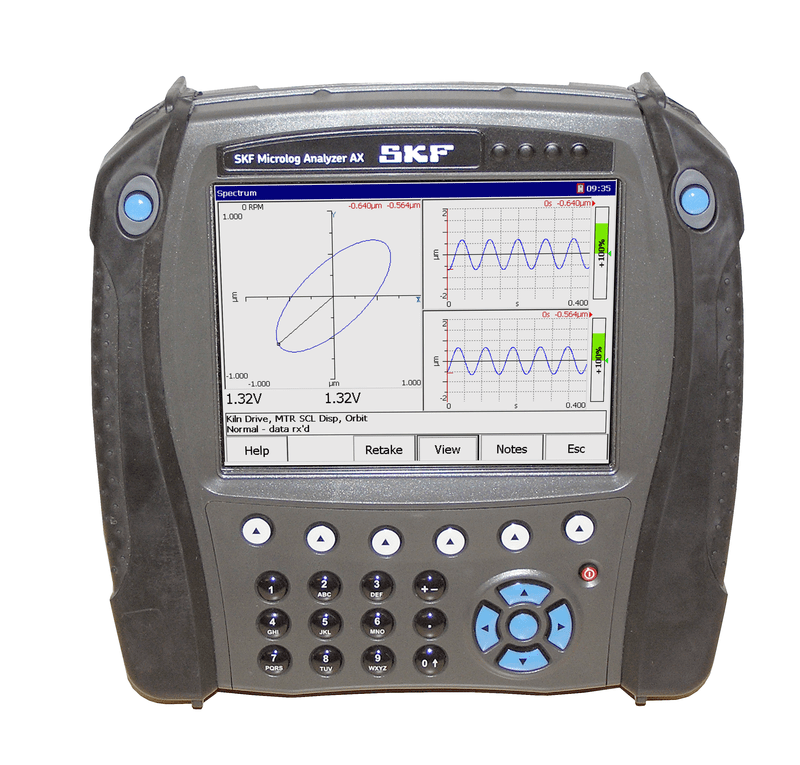 SKF Microlog Analyzer AX SKF
Spectrum 09:35
0 RPM -0.640µm -0.564µm
1.000
Y
µm
X
-1.000
-1.000 µm 1.000
1.32V 1.32V
0s -0.640µm
2
µm
-2
0 s 0.400
+100%
0s -0.564µm
2
µm
-2
0 s 0.400
+100%
Kiln Drive, MTR SCL Disp, Orbit
Normal - data rx'd
Help Retake View Notes Esc
1 2 ABC 3 DEF +−
4 GHI 5 JKL 6 MNO .
7 PQRS 8 TUV 9 WXYZ 0 ↑